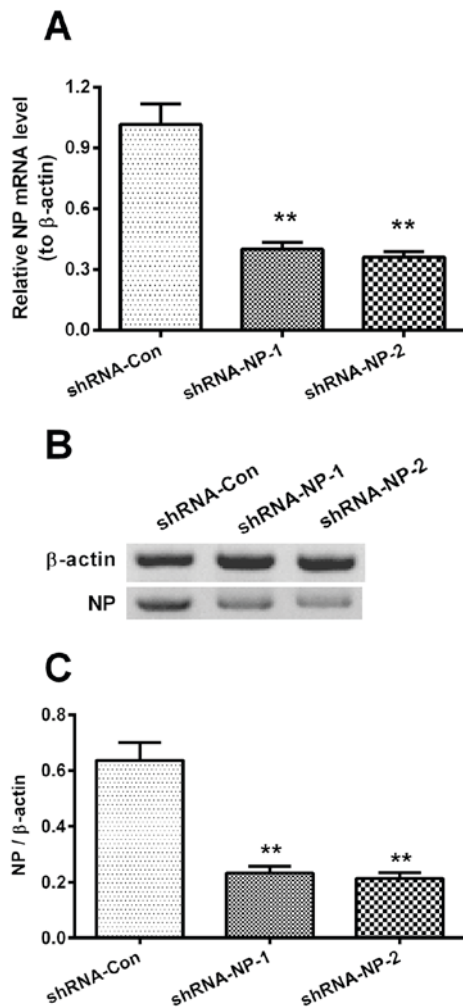 A
Relative NP mRNA level
(to β-actin)
1.2
0.9
0.6
0.3
0.0
**
**
shRNA-Con
shRNA-NP-1
shRNA-NP-2
B
shRNA-Con
shRNA-NP-1
shRNA-NP-2
β-actin
NP
C
NP / β-actin
0.8
0.6
0.4
0.2
0.0
**
**
shRNA-Con
shRNA-NP-1
shRNA-NP-2